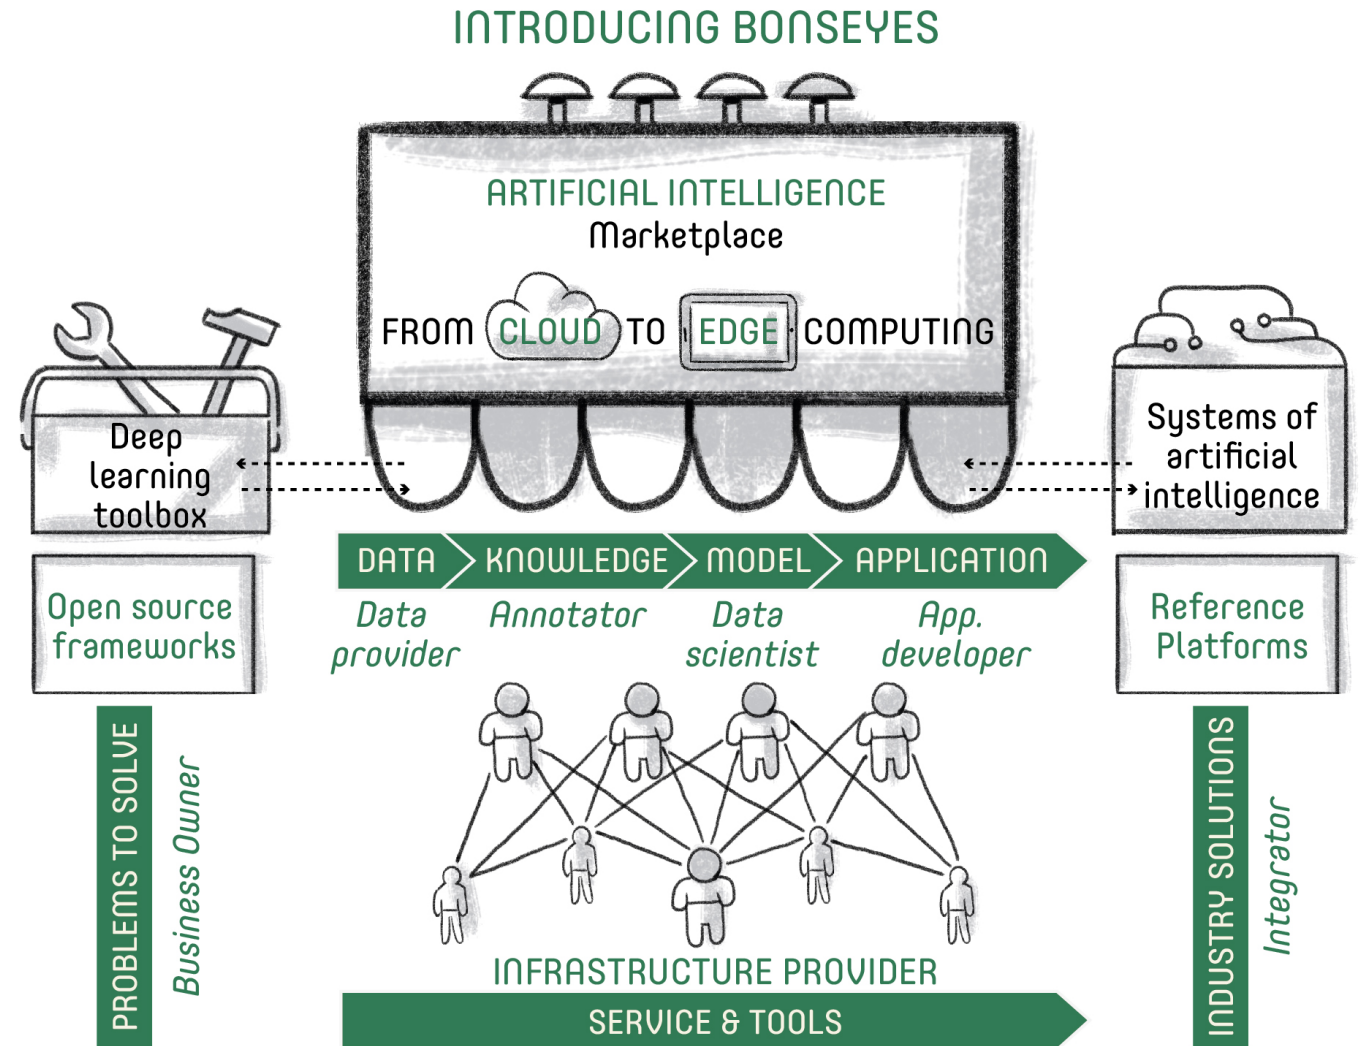 INTRODUCING BONSEYES
ARTIFICIAL INTELLIGENCE
Marketplace
FROM CLOUD TO EDGE COMPUTING
Deep
learning
toolbox
Systems of
artificial
intelligence
DATA KNOWLEDGE MODEL APPLICATION
Open source
frameworks
Data
provider
Annotator
Data
scientist
App.
developer
Reference
Platforms
PROBLEMS TO SOLVE
Business Owner
INDUSTRY SOLUTIONS
Integrator
INFRASTRUCTURE PROVIDER
SERVICE & TOOLS